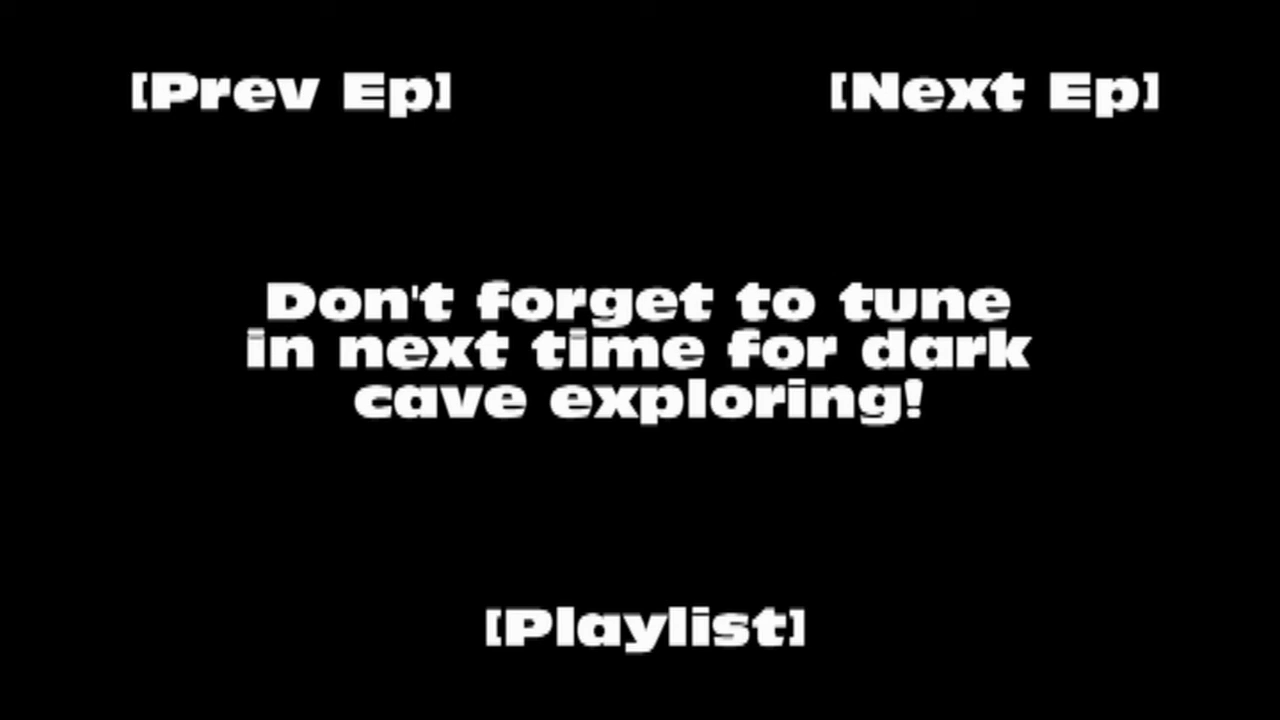 [Prev Ep] [Next Ep]
Don't forget to tune
in next time for dark
cave exploring!
[Playlist]